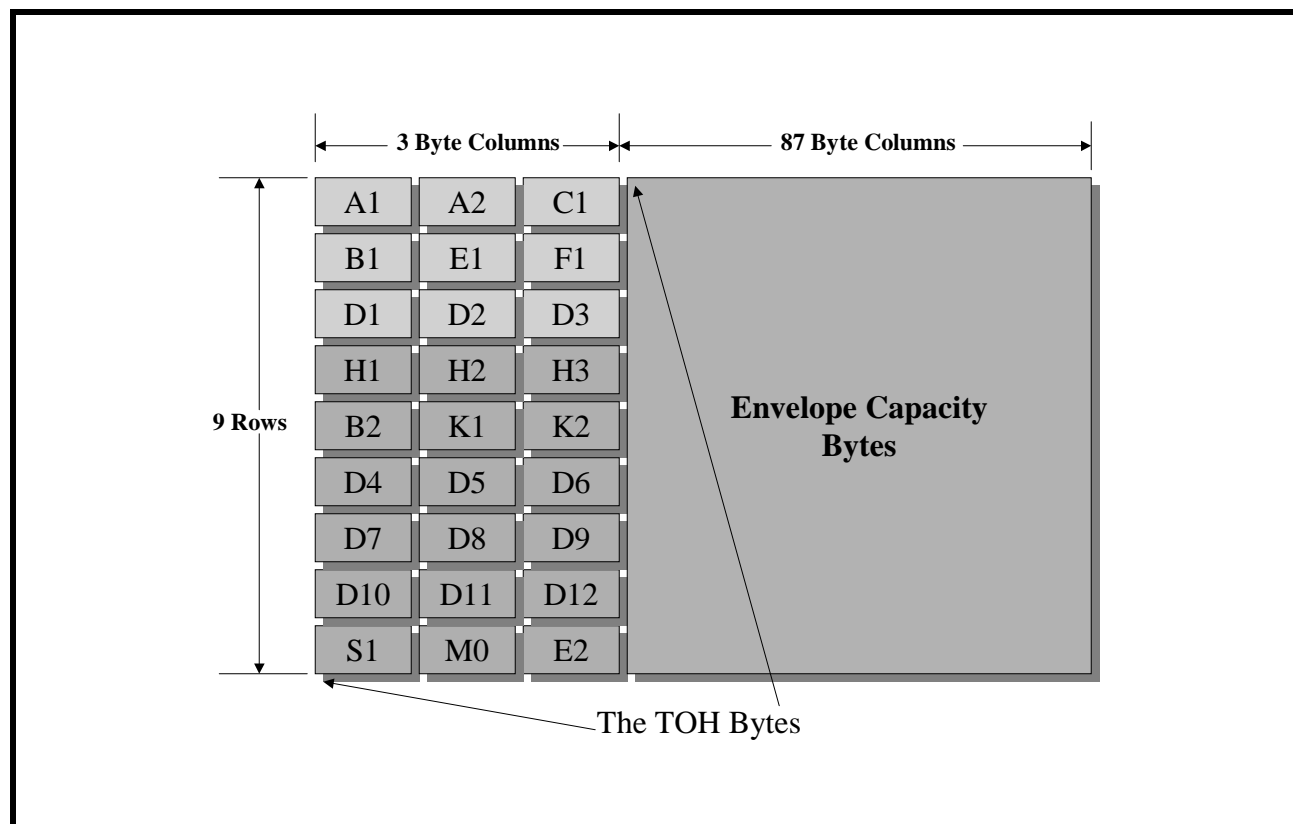 3 Byte Columns 87 Byte Columns
A1 A2 C1
B1 E1 F1
D1 D2 D3
H1 H2 H3
9 Rows
B2 K1 K2
Envelope Capacity
Bytes
D4 D5 D6
D7 D8 D9
D10 D11 D12
S1 M0 E2
The TOH Bytes